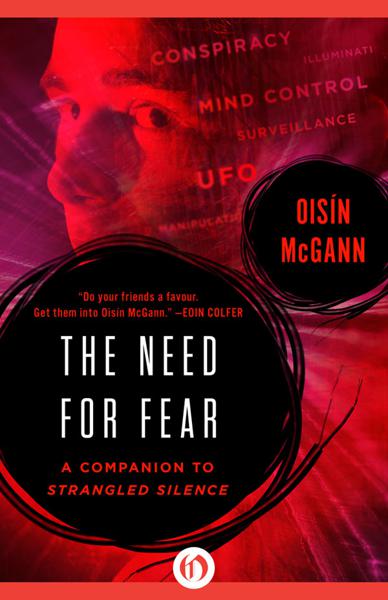 CONSPIRACY
ILLUMINATI
MIND CONTROL
SURVEILLANCE
UFO
OISÍN
McGANN
"Do your friends a favour.
Get them into Oisín McGann." —EOIN COLFER
THE NEED
FOR FEAR
A COMPANION TO
STRANGLED SILENCE